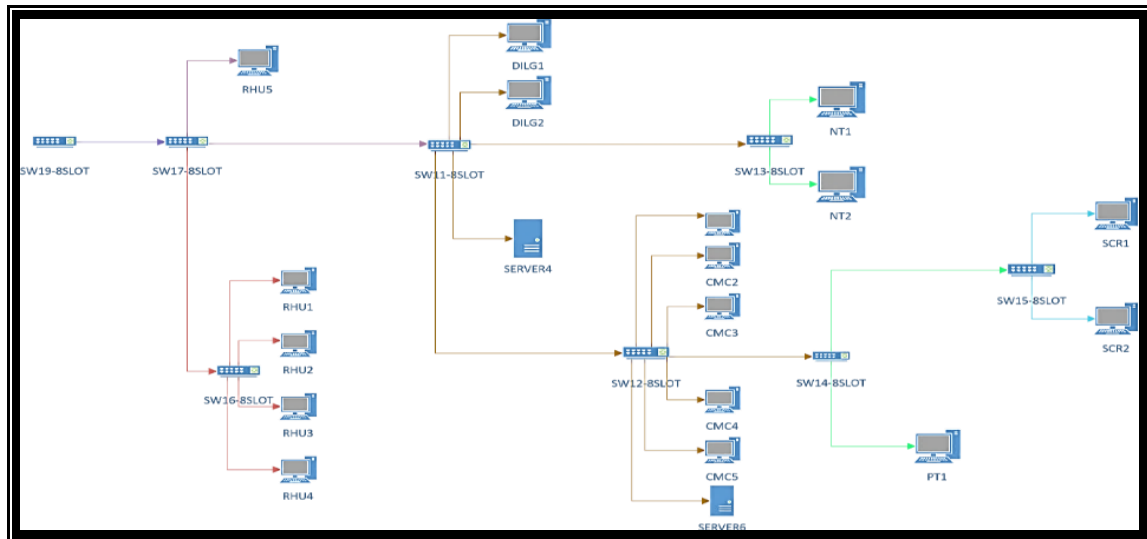 DILG1
RHU5
DILG2
NT1
SW19-8SLOT
SW17-8SLOT
SW11-8SLOT
SW13-8SLOT
NT2
SCR1
SERVER4
CMC2
SW15-8SLOT
RHU1
CMC3
SCR2
RHU2
SW12-8SLOT
SW14-8SLOT
SW16-8SLOT
RHU3
CMC4
CMC5
PT1
RHU4
SERVER6